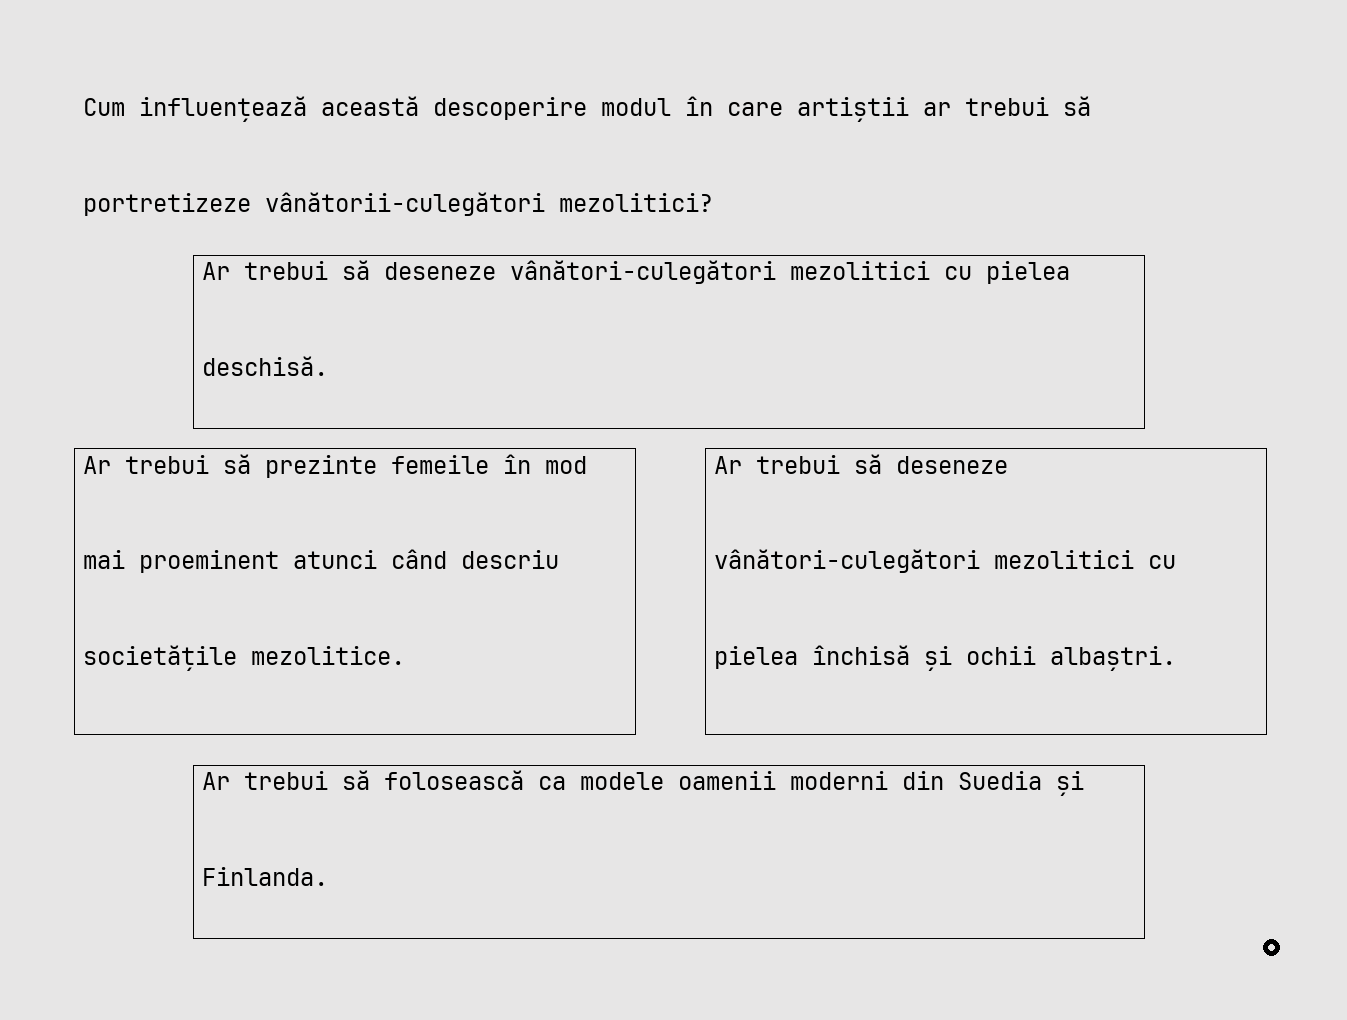 Cum influențează această descoperire modul în care artiștii ar trebui să
portretizeze vânătorii-culegători mezolitici?
Ar trebui să deseneze vânători-culegători mezolitici cu pielea
deschisă.
Ar trebui să prezinte femeile în mod
mai proeminent atunci când descriu
societățile mezolitice.
Ar trebui să deseneze
vânători-culegători mezolitici cu
pielea închisă și ochii albaștri.
Ar trebui să folosească ca modele oamenii moderni din Suedia și
Finlanda.